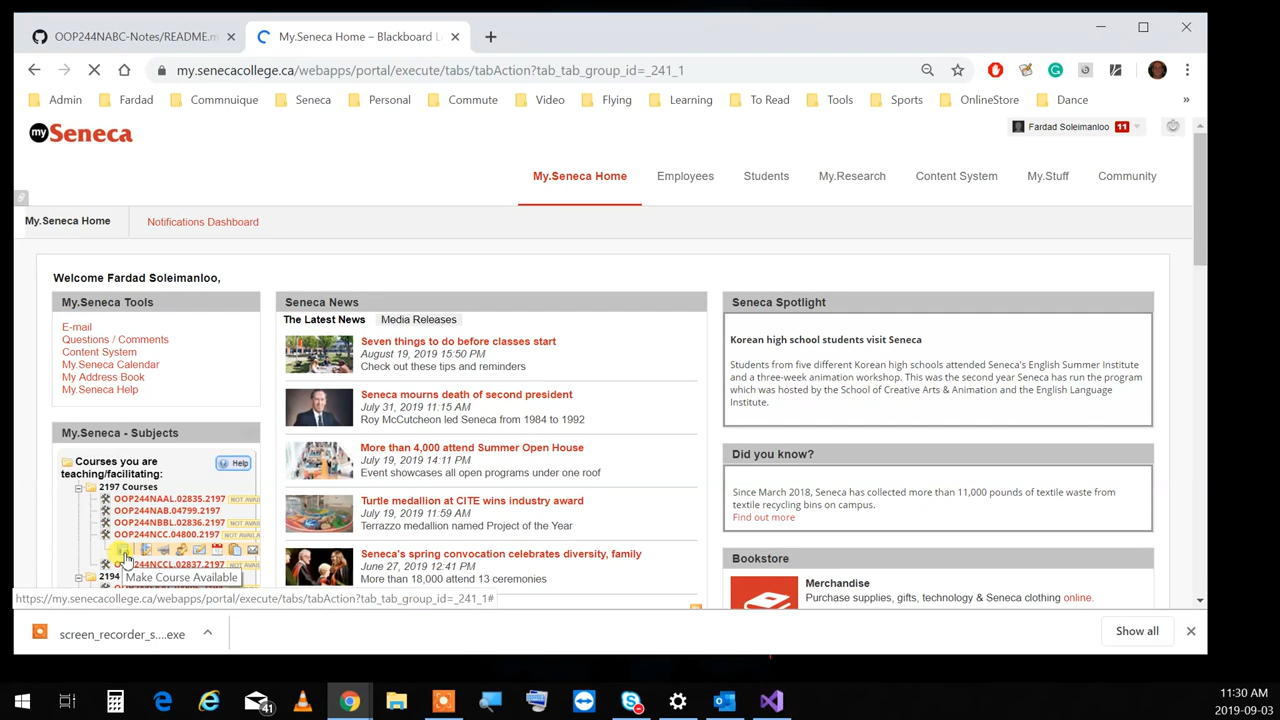 OOP244NABC-Notes/README.m
My.Seneca Home – Blackboard L
my.senecacollege.ca/webapps/portal/execute/tabs/tabAction?tab_tab_group_id=_241_1
Admin
Fardad
Commnuique
Seneca
Personal
Commute
Video
Flying
Learning
To Read
Tools
Sports
OnlineStore
Dance
»
mySeneca
Fardad Soleimanloo 11
My.Seneca Home
Employees
Students
My.Research
Content System
My.Stuff
Community
My.Seneca Home
Notifications Dashboard
Welcome Fardad Soleimanloo,
My.Seneca Tools
E-mail
Questions / Comments
Content System
My.Seneca Calendar
My Address Book
My.Seneca Help
My.Seneca - Subjects
Courses you are
teaching/facilitating:
Help
2197 Courses
OOP244NAAL.02835.2197 NOT AVAI
OOP244NAB.04799.2197
OOP244NBBL.02836.2197 NOT AVAI
OOP244NCC.04800.2197 NOT AVAI
OOP244NCCL.02837.2197 NOT AVAI
2194
Make Course Available
Seneca News
The Latest News
Media Releases
Seven things to do before classes start
August 19, 2019 15:50 PM
Check out these tips and reminders
Seneca mourns death of second president
July 31, 2019 11:15 AM
Roy McCutcheon led Seneca from 1984 to 1992
More than 4,000 attend Summer Open House
July 19, 2019 14:11 PM
Event showcases all open programs under one roof
Turtle medallion at CITE wins industry award
July 19, 2019 11:59 AM
Terrazzo medallion named Project of the Year
Seneca's spring convocation celebrates diversity, family
June 27, 2019 12:41 PM
More than 18,000 attend 13 ceremonies
Seneca Spotlight
Korean high school students visit Seneca
Students from five different Korean high schools attended Seneca's English Summer Institute
and a three-week animation workshop. This was the second year Seneca has run the program
which was hosted by the School of Creative Arts & Animation and the English Language
Institute.
Did you know?
Since March 2018, Seneca has collected more than 11,000 pounds of textile waste from
textile recycling bins on campus.
Find out more
Bookstore
Merchandise
Purchase supplies, gifts, technology & Seneca clothing online.
https://my.senecacollege.ca/webapps/portal/execute/tabs/tabAction?tab_tab_group_id=_241_1#
screen_recorder_s....exe
Show all
41
11:30 AM
2019-09-03